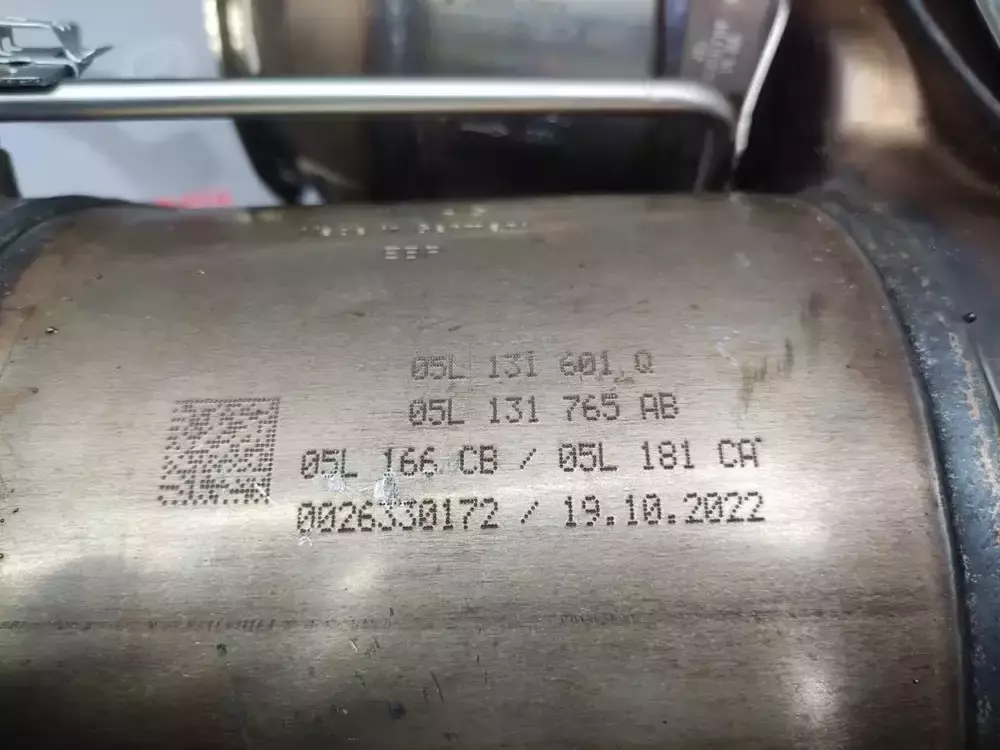 05L 131 601 Q
05L 131 765 AB
05L 166 CB / 05L 181 CA
0026330172 / 19.10.2022